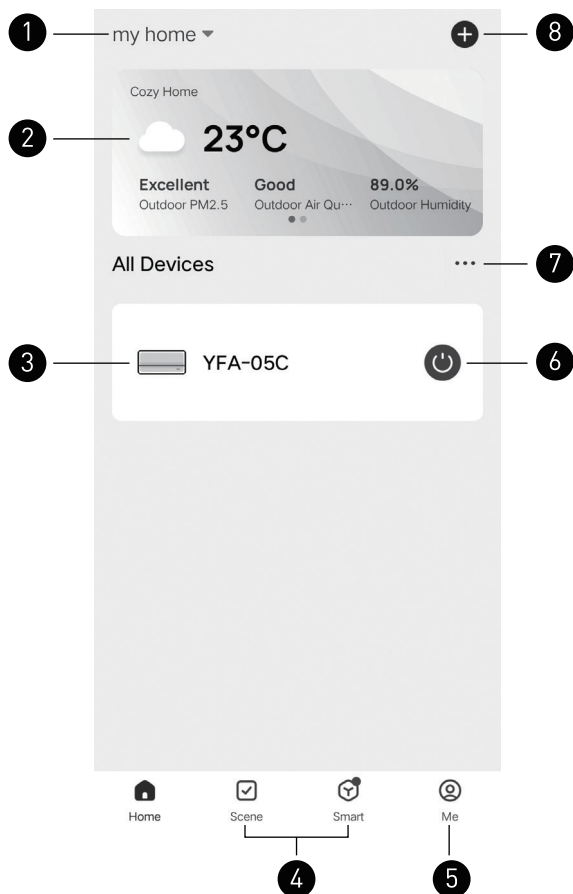 1 my home 8
Cozy Home
2 23°C
Excellent Good 89.0%
Outdoor PM2.5 Outdoor Air Qu··· Outdoor Humidity
All Devices ••• 7
3 YFA-05C 6
Home Scene Smart Me
4 5